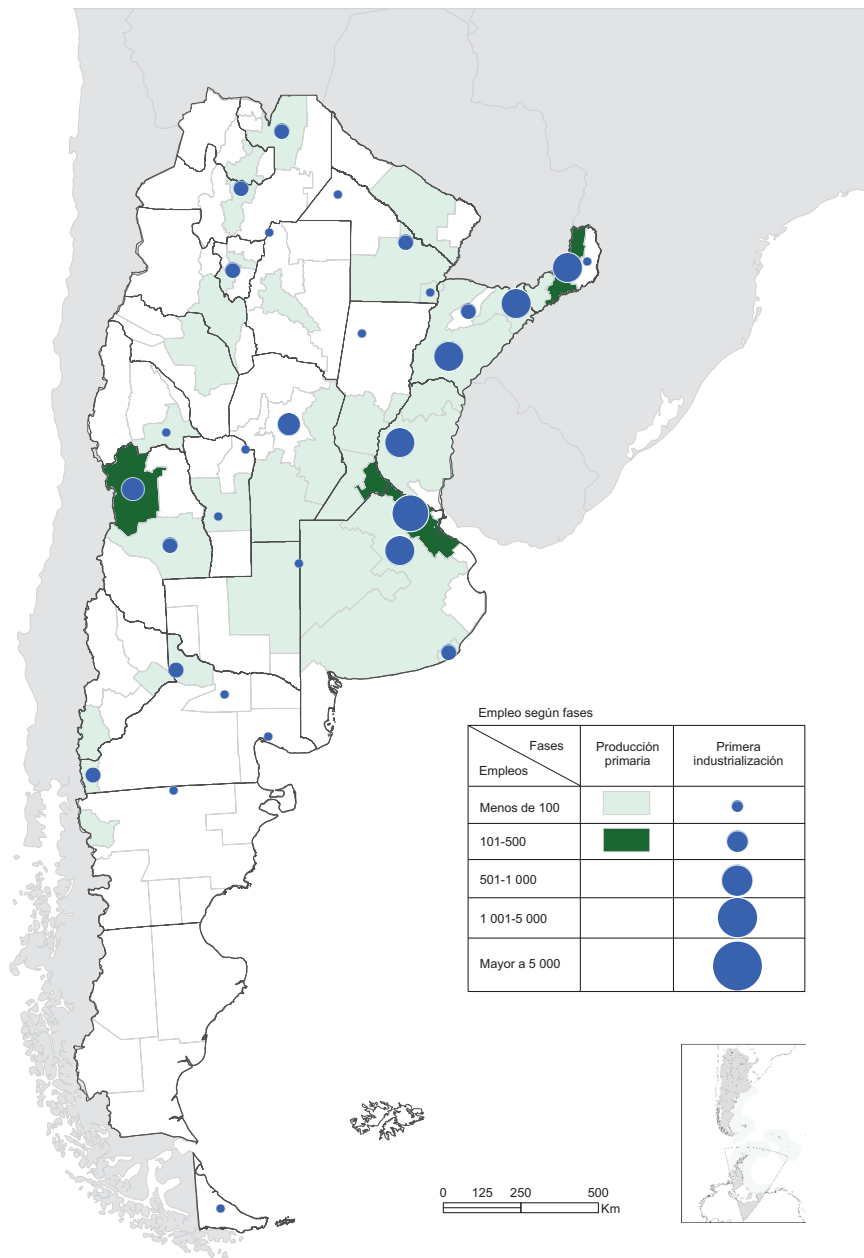 Empleo según fases
Fases
Empleos
Producción
primaria
Primera
industrialización
Menos de 100
101-500
501-1 000
1 001-5 000
Mayor a 5 000
0 125 250 500
Km